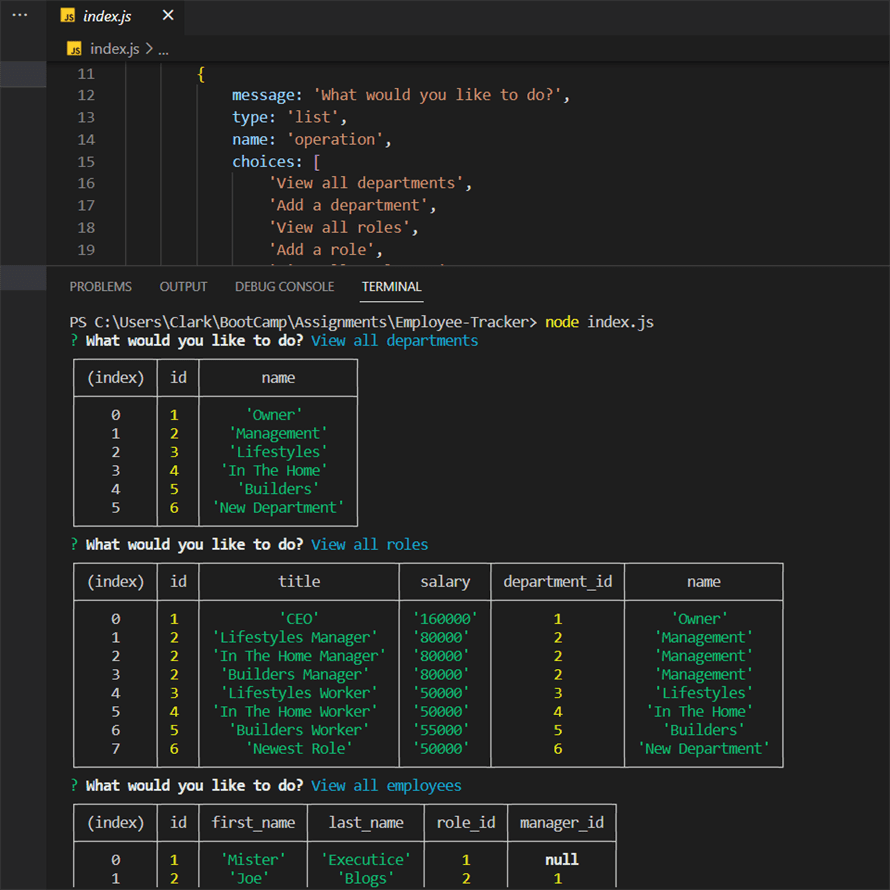 ···
JS index.js ×
JS index.js > ...
11 {
12 message: 'What would you like to do?',
13 type: 'list',
14 name: 'operation',
15 choices: [
16 'View all departments',
17 'Add a department',
18 'View all roles',
19 'Add a role',
PROBLEMS OUTPUT DEBUG CONSOLE TERMINAL
PS C:\Users\Clark\BootCamp\Assignments\Employee-Tracker> node index.js
? What would you like to do? View all departments
(index) id name
0 1 'Owner'
1 2 'Management'
2 3 'Lifestyles'
3 4 'In The Home'
4 5 'Builders'
5 6 'New Department'
? What would you like to do? View all roles
(index) id title salary department_id name
0 1 'CEO' '160000' 1 'Owner'
1 2 'Lifestyles Manager' '80000' 2 'Management'
2 2 'In The Home Manager' '80000' 2 'Management'
3 2 'Builders Manager' '80000' 2 'Management'
4 3 'Lifestyles Worker' '50000' 3 'Lifestyles'
5 4 'In The Home Worker' '50000' 4 'In The Home'
6 5 'Builders Worker' '55000' 5 'Builders'
7 6 'Newest Role' '50000' 6 'New Department'
? What would you like to do? View all employees
(index) id first_name last_name role_id manager_id
0 1 'Mister' 'Executice' 1 null
1 2 'Joe' 'Blogs' 2 1